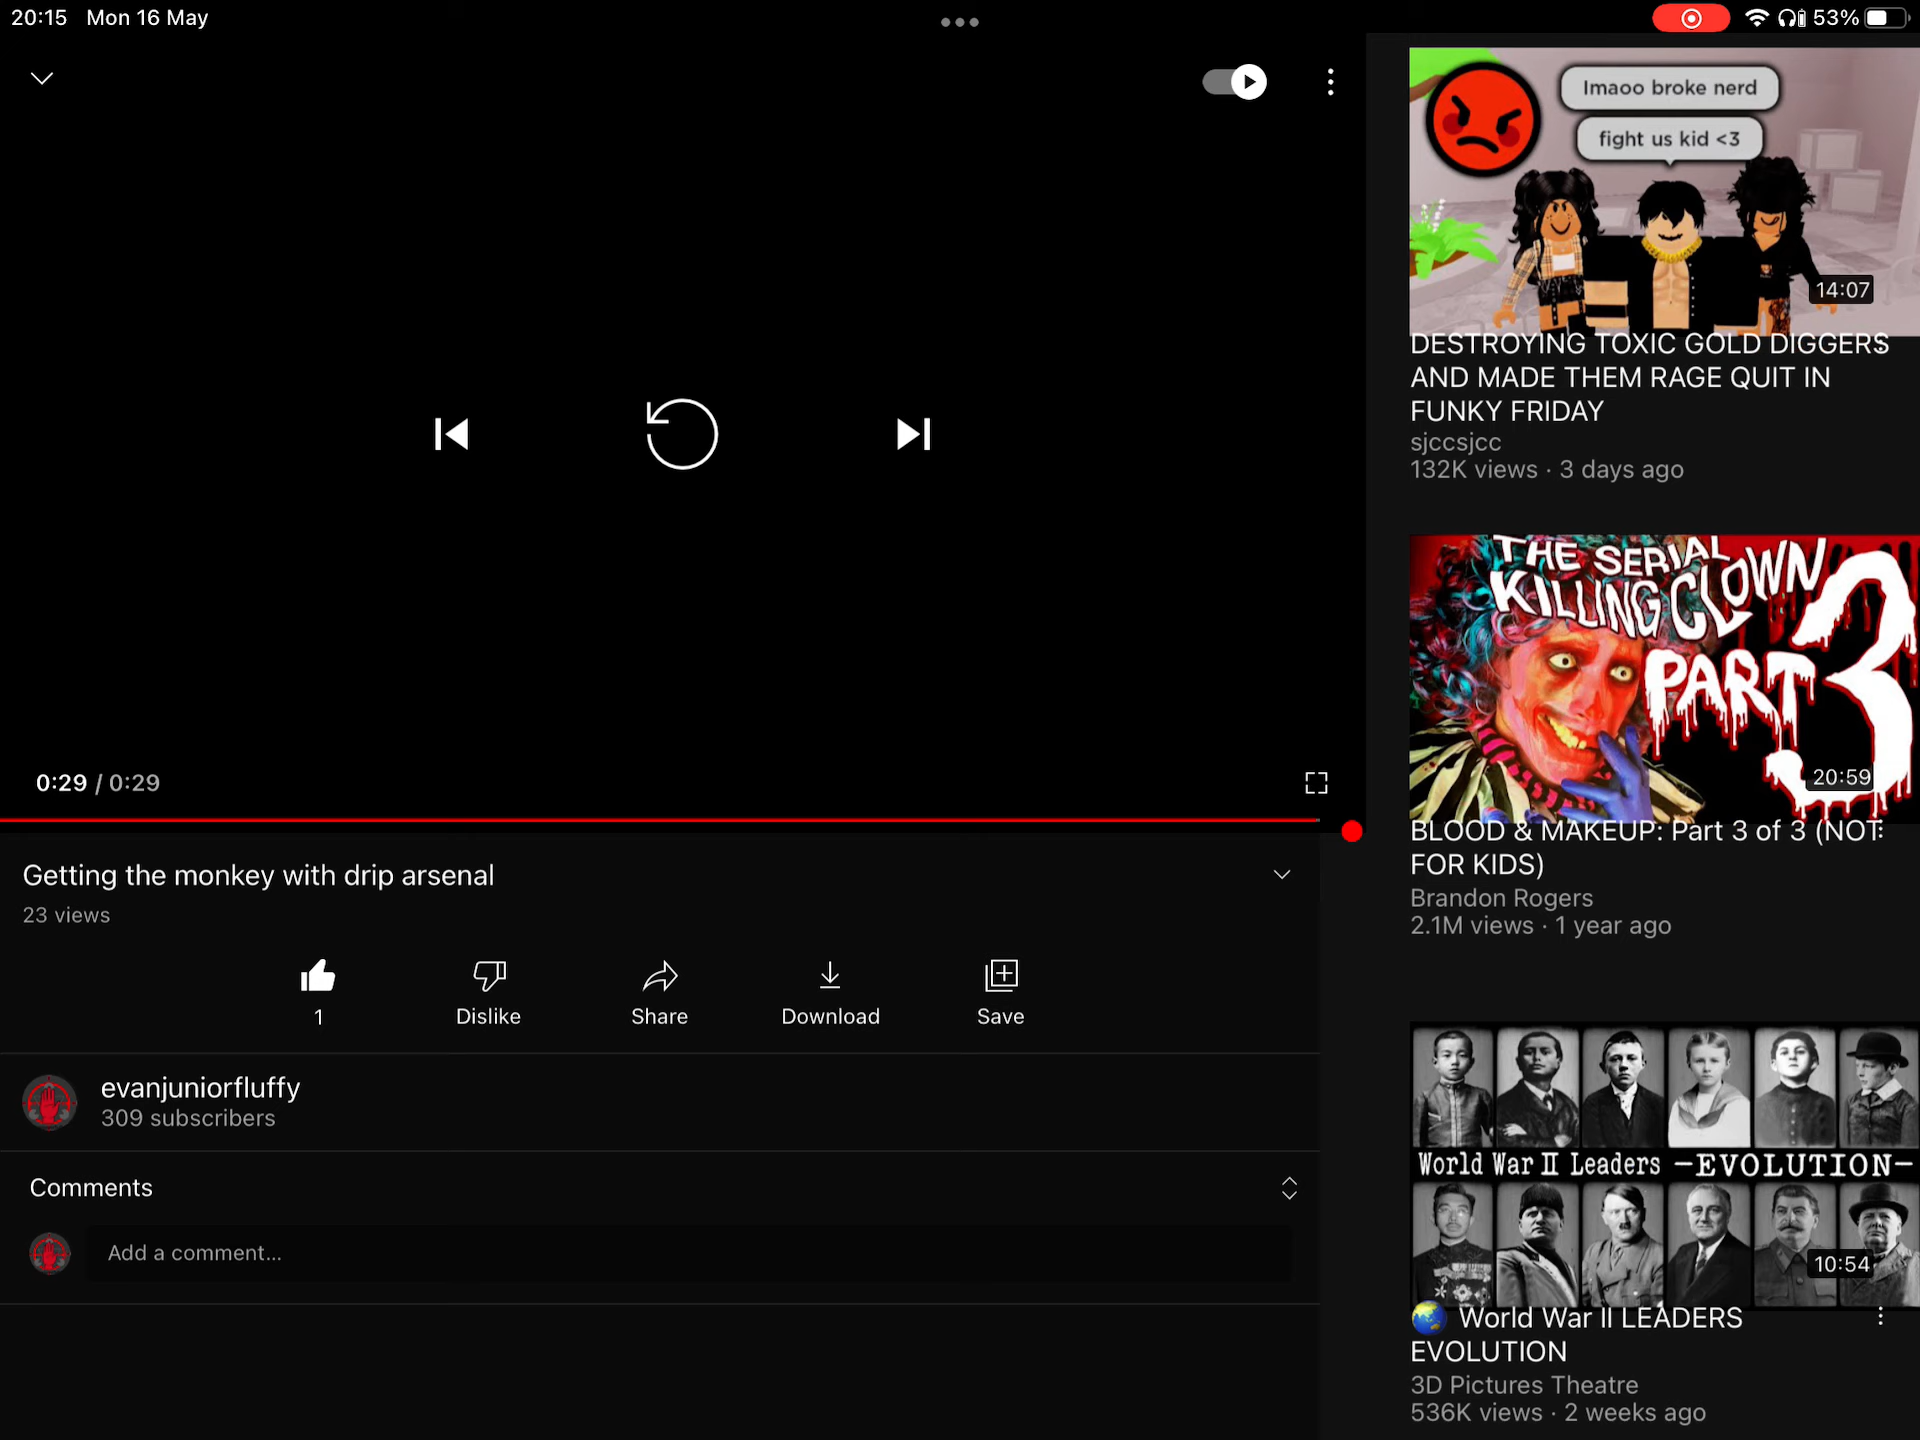 20:15 Mon 16 May
53%
0:29 / 0:29
Getting the monkey with drip arsenal
23 views
1
Dislike
Share
Download
Save
evanjuniorfluffy
309 subscribers
Comments
Add a comment...
lmaoo broke nerd
fight us kid <3
14:07
DESTROYING TOXIC GOLD DIGGERS
AND MADE THEM RAGE QUIT IN
FUNKY FRIDAY
sjccsjcc
132K views · 3 days ago
THE SERIAL
KILLING CLOWN
PART 3
20:59
BLOOD & MAKEUP: Part 3 of 3 (NOT
FOR KIDS)
Brandon Rogers
2.1M views · 1 year ago
World War II Leaders -EVOLUTION-
10:54
World War II LEADERS
EVOLUTION
3D Pictures Theatre
536K views · 2 weeks ago